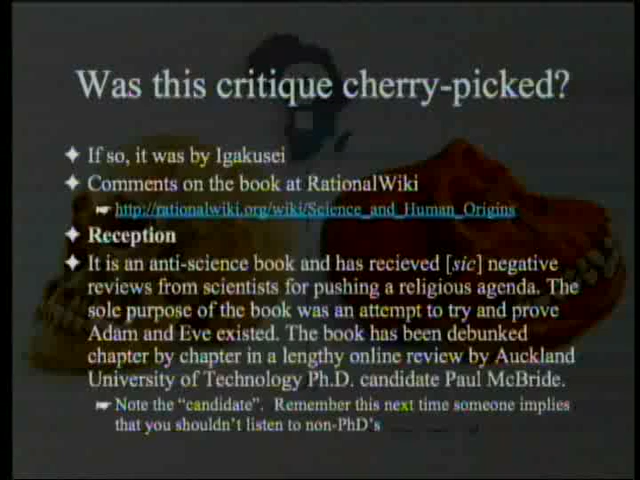 Was this critique cherry-picked?
If so, it was by Igakusei
Comments on the book at RationalWiki
http://rationalwiki.org/wiki/Science_and_Human_Origins
Reception
It is an anti-science book and has recieved [sic] negative
reviews from scientists for pushing a religious agenda. The
sole purpose of the book was an attempt to try and prove
Adam and Eve existed. The book has been debunked
chapter by chapter in a lengthy online review by Auckland
University of Technology Ph.D. candidate Paul McBride.
Note the “candidate”. Remember this next time someone implies
that you shouldn’t listen to non-PhD’s